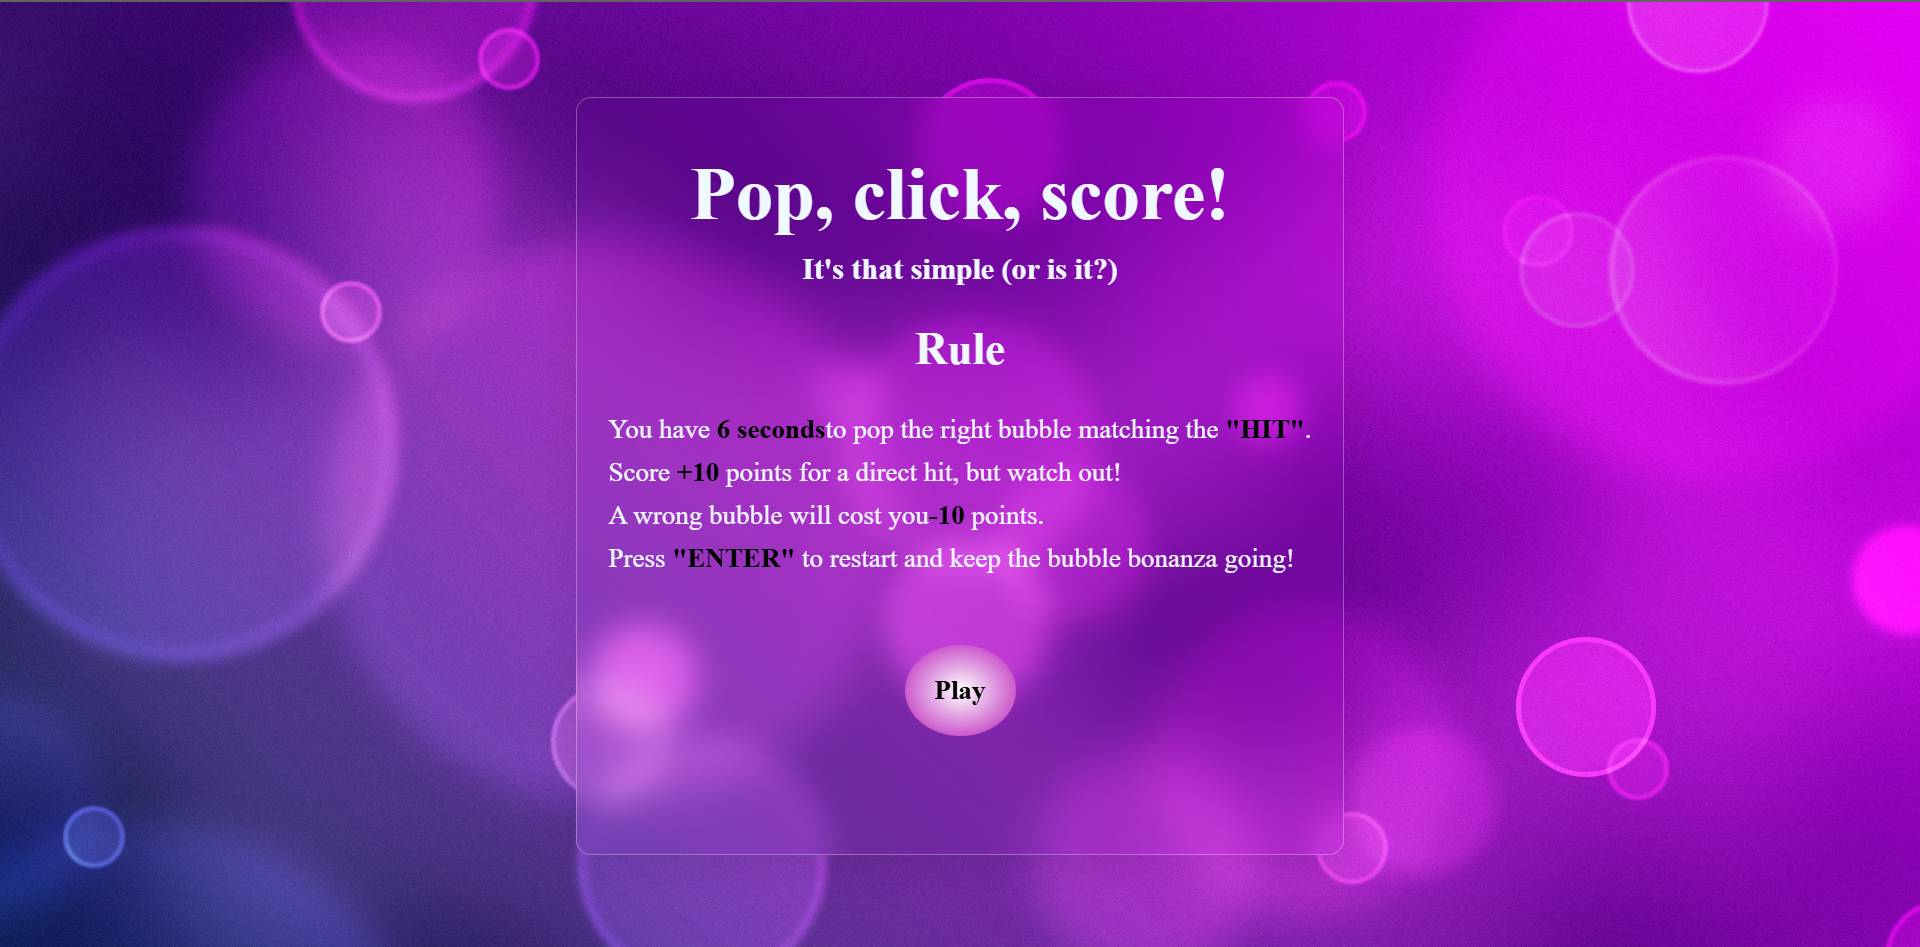 Pop, click, score!
It's that simple (or is it?)
Rule
You have 6 secondsto pop the right bubble matching the "HIT".
Score +10 points for a direct hit, but watch out!
A wrong bubble will cost you-10 points.
Press "ENTER" to restart and keep the bubble bonanza going!
Play